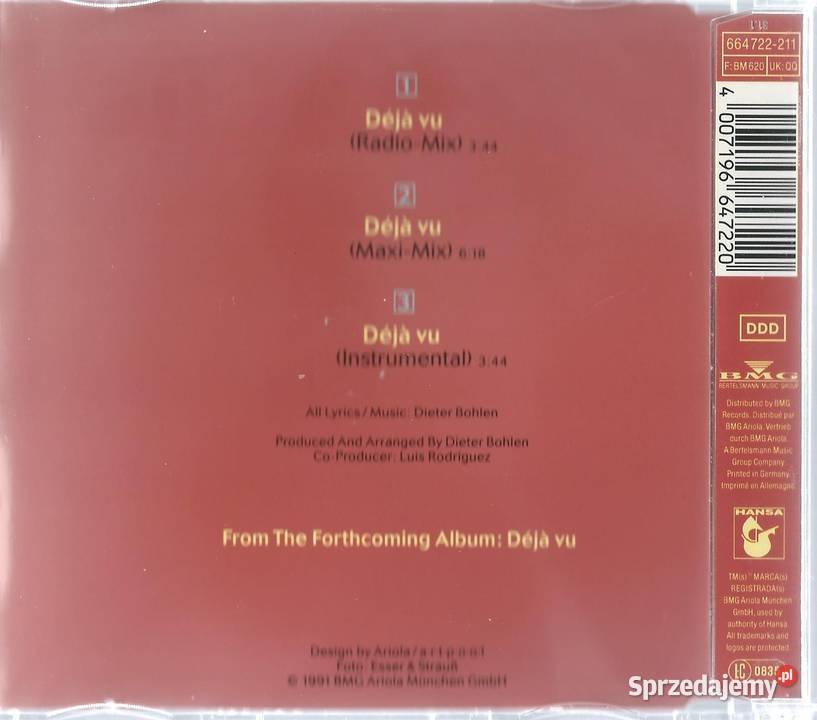 1
Déjà vu
(Radio-Mix) 3:44
2
Déjà vu
(Maxi-Mix) 6:18
3
Déjà vu
(Instrumental) 3:44
All Lyrics / Music: Dieter Bohlen
Produced And Arranged By Dieter Bohlen
Co-Producer: Luis Rodriguez
From The Forthcoming Album: Déjà vu
Design by Ariola / a·r·t·p·o·o·l
Foto: Esser & Strauß
© 1991 BMG Ariola München GmbH
31.1
664722-211
F: BM 620 UK: QQ
4 007196 647220
DDD
BMG
BERTELSMANN MUSIC GROUP
Distributed by BMG
Records. Distribué par
BMG Ariola. Vertrieb
durch BMG Ariola.
A Bertelsmann Music
Group Company.
Printed in Germany.
Imprimé en Allemagne
HANSA
TM(s) ® MARCA(s)
REGISTRADA(s)
BMG Ariola München
GmbH, used by
authority of Hansa.
All trademarks and
logos are protected
LC
Sprzedajemy.pl